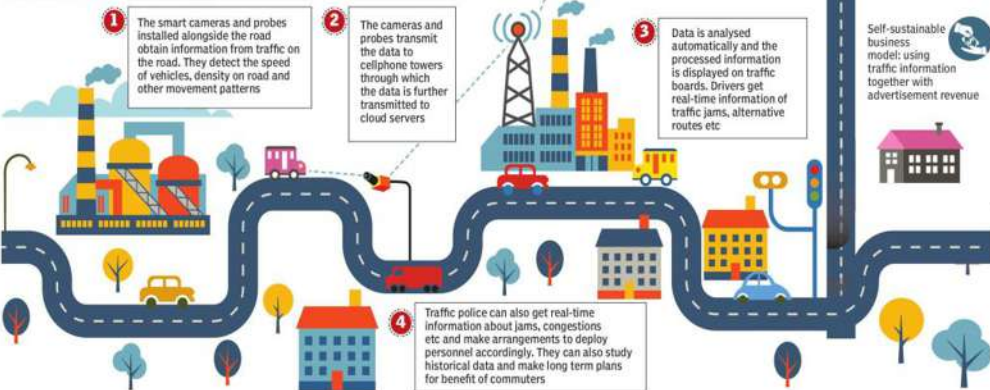 1
The smart cameras and probes
installed alongside the road
obtain information from traffic on
the road. They detect the speed
of vehicles, density on road and
other movement patterns
2
The cameras and
probes transmit
the data to
cellphone towers
through which
the data is further
transmitted to
cloud servers
3
Data is analysed
automatically and the
processed information
is displayed on traffic
boards. Drivers get
real-time information of
traffic jams, alternative
routes etc
Self-sustainable
business
model: using
traffic information
together with
advertisement revenue
4
Traffic police can also get real-time
information about jams, congestions
etc and make arrangements to deploy
personnel accordingly. They can also study
historical data and make long term plans
for benefit of commuters